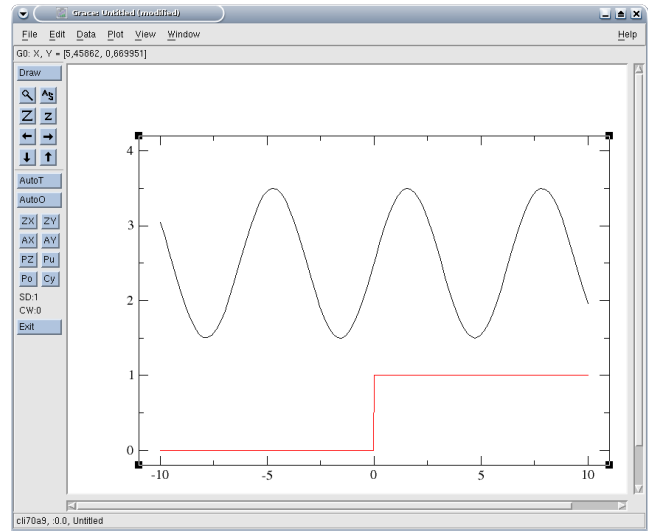 Grace: Untitled (modified)
File Edit Data Plot View Window Help
G0: X, Y = [5,45862, 0,669951]
Draw
AS
Z z
AutoT
AutoO
ZX ZY
AX AY
PZ Pu
Po Cy
SD:1
CW:0
Exit
4
3
2
1
0
-10 -5 0 5 10
cli70a9, :0.0, Untitled